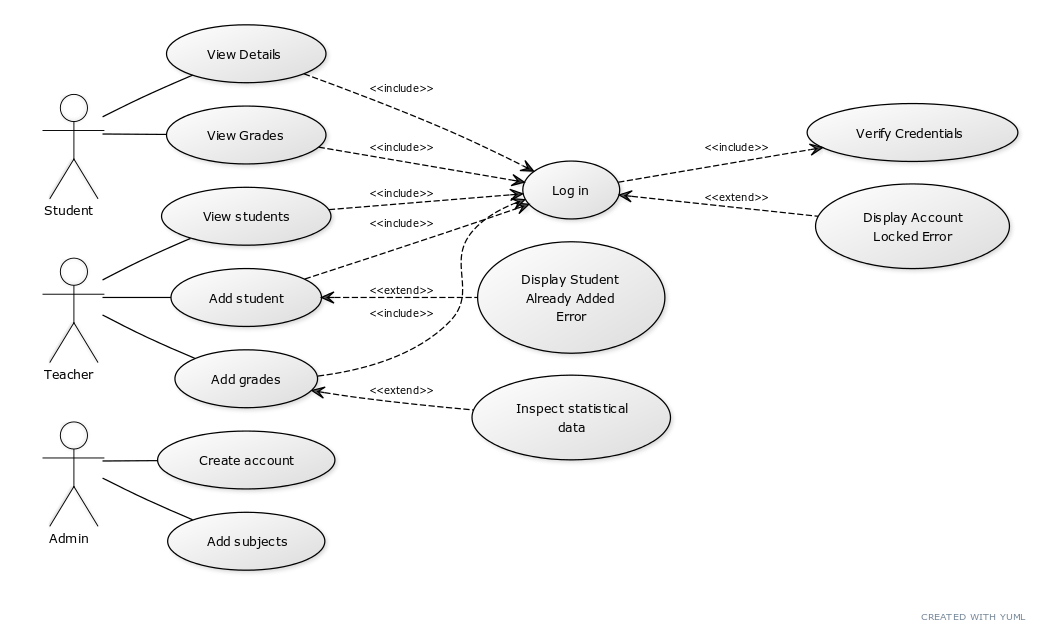 View Details
<<include>>
View Grades
<<include>>
Student
Verify Credentials
<<include>>
Log in
View students
<<include>>
<<include>>
<<extend>>
Display Account
Locked Error
Teacher
Add student
<<extend>>
<<include>>
Display Student
Already Added
Error
Add grades
<<extend>>
Inspect statistical
data
Admin
Create account
Add subjects
CREATED WITH YUML